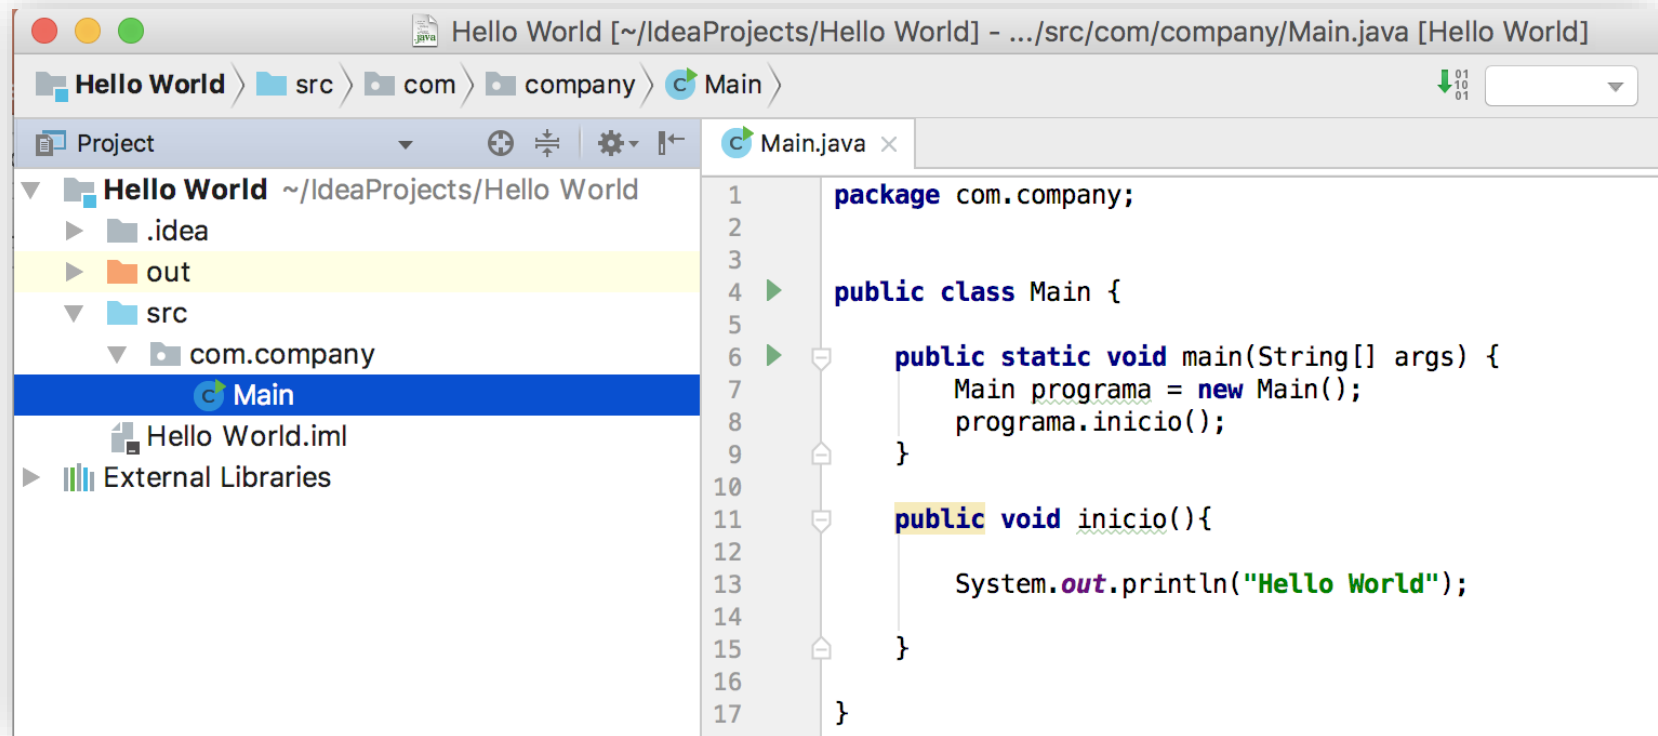 Hello World [~/IdeaProjects/Hello World] - .../src/com/company/Main.java [Hello World]
Hello World src com company Main
Project
Main.java
Hello World ~/IdeaProjects/Hello World
.idea
out
src
com.company
Main
Hello World.iml
External Libraries
1 package com.company;
2
3
4 public class Main {
5
6 public static void main(String[] args) {
7 Main programa = new Main();
8 programa.inicio();
9 }
10
11 public void inicio(){
12
13 System.out.println("Hello World");
14
15 }
16
17 }